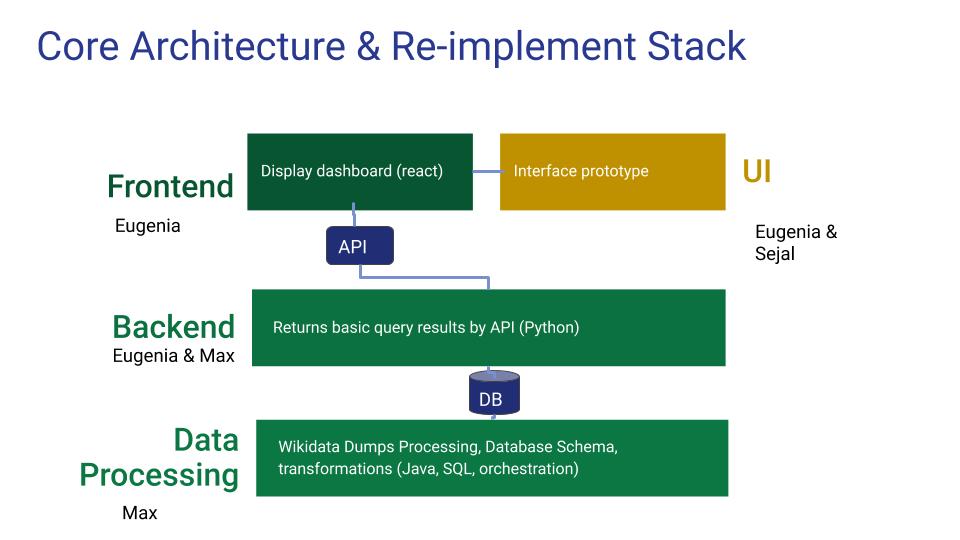 Core Architecture & Re-implement Stack
Frontend
Eugenia
Display dashboard (react)
Interface prototype
UI
Eugenia &
Sejal
API
Backend
Eugenia & Max
Returns basic query results by API (Python)
DB
Data
Processing
Max
Wikidata Dumps Processing, Database Schema,
transformations (Java, SQL, orchestration)